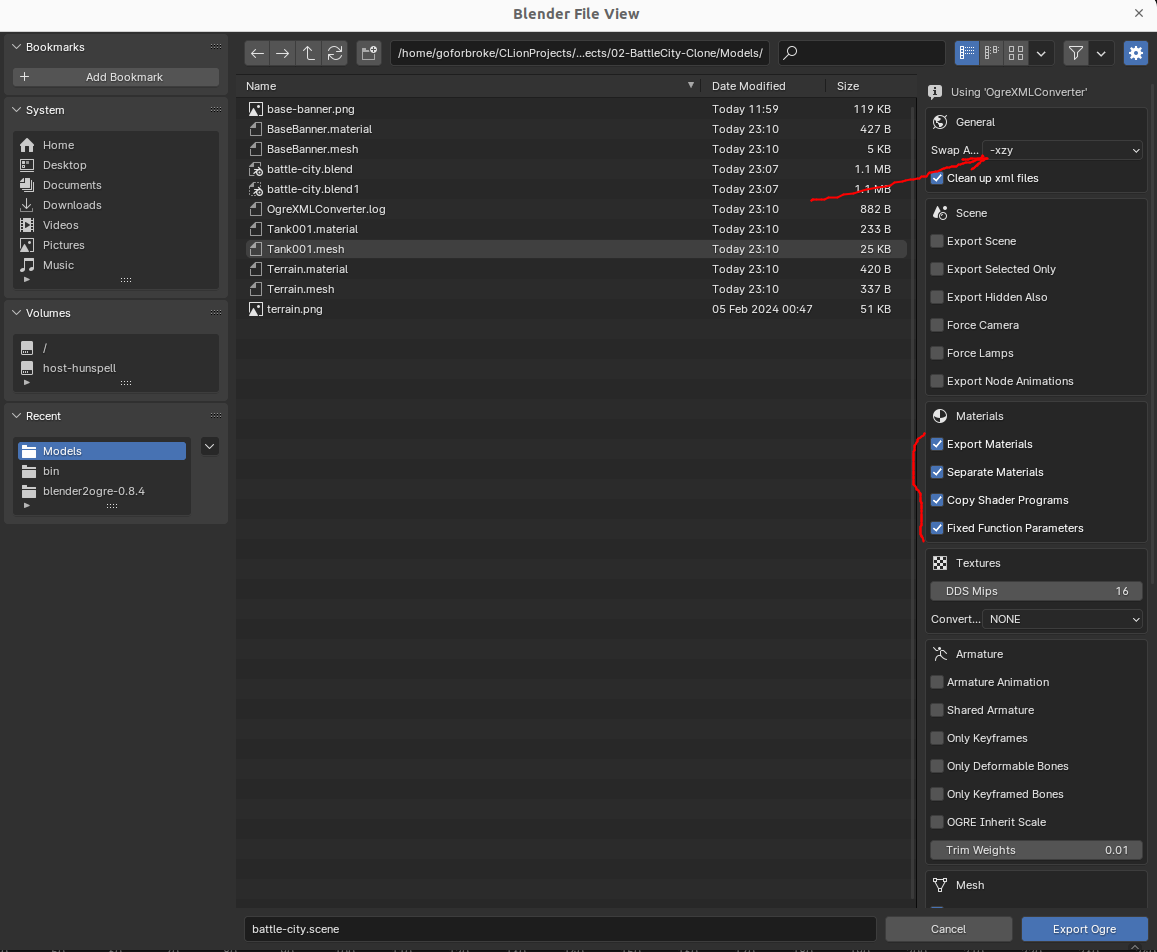 Blender File View
Bookmarks
Add Bookmark
System
Home
Desktop
Documents
Downloads
Videos
Pictures
Music
Volumes
/
host-hunspell
Recent
Models
bin
blender2ogre-0.8.4
/home/goforbroke/CLionProjects/...ects/02-BattleCity-Clone/Models/
Name Date Modified Size
base-banner.png Today 11:59 119 KB
BaseBanner.material Today 23:10 427 B
BaseBanner.mesh Today 23:10 5 KB
battle-city.blend Today 23:07 1.1 MB
battle-city.blend1 Today 23:07 1.1 MB
OgreXMLConverter.log Today 23:10 882 B
Tank001.material Today 23:10 233 B
Tank001.mesh Today 23:10 25 KB
Terrain.material Today 23:10 420 B
Terrain.mesh Today 23:10 337 B
terrain.png 05 Feb 2024 00:47 51 KB
Using 'OgreXMLConverter'
General
Swap A... -xzy
Clean up xml files
Scene
Export Scene
Export Selected Only
Export Hidden Also
Force Camera
Force Lamps
Export Node Animations
Materials
Export Materials
Separate Materials
Copy Shader Programs
Fixed Function Parameters
Textures
DDS Mips 16
Convert... NONE
Armature
Armature Animation
Shared Armature
Only Keyframes
Only Deformable Bones
Only Keyframed Bones
OGRE Inherit Scale
Trim Weights 0.01
Mesh
battle-city.scene
Cancel
Export Ogre